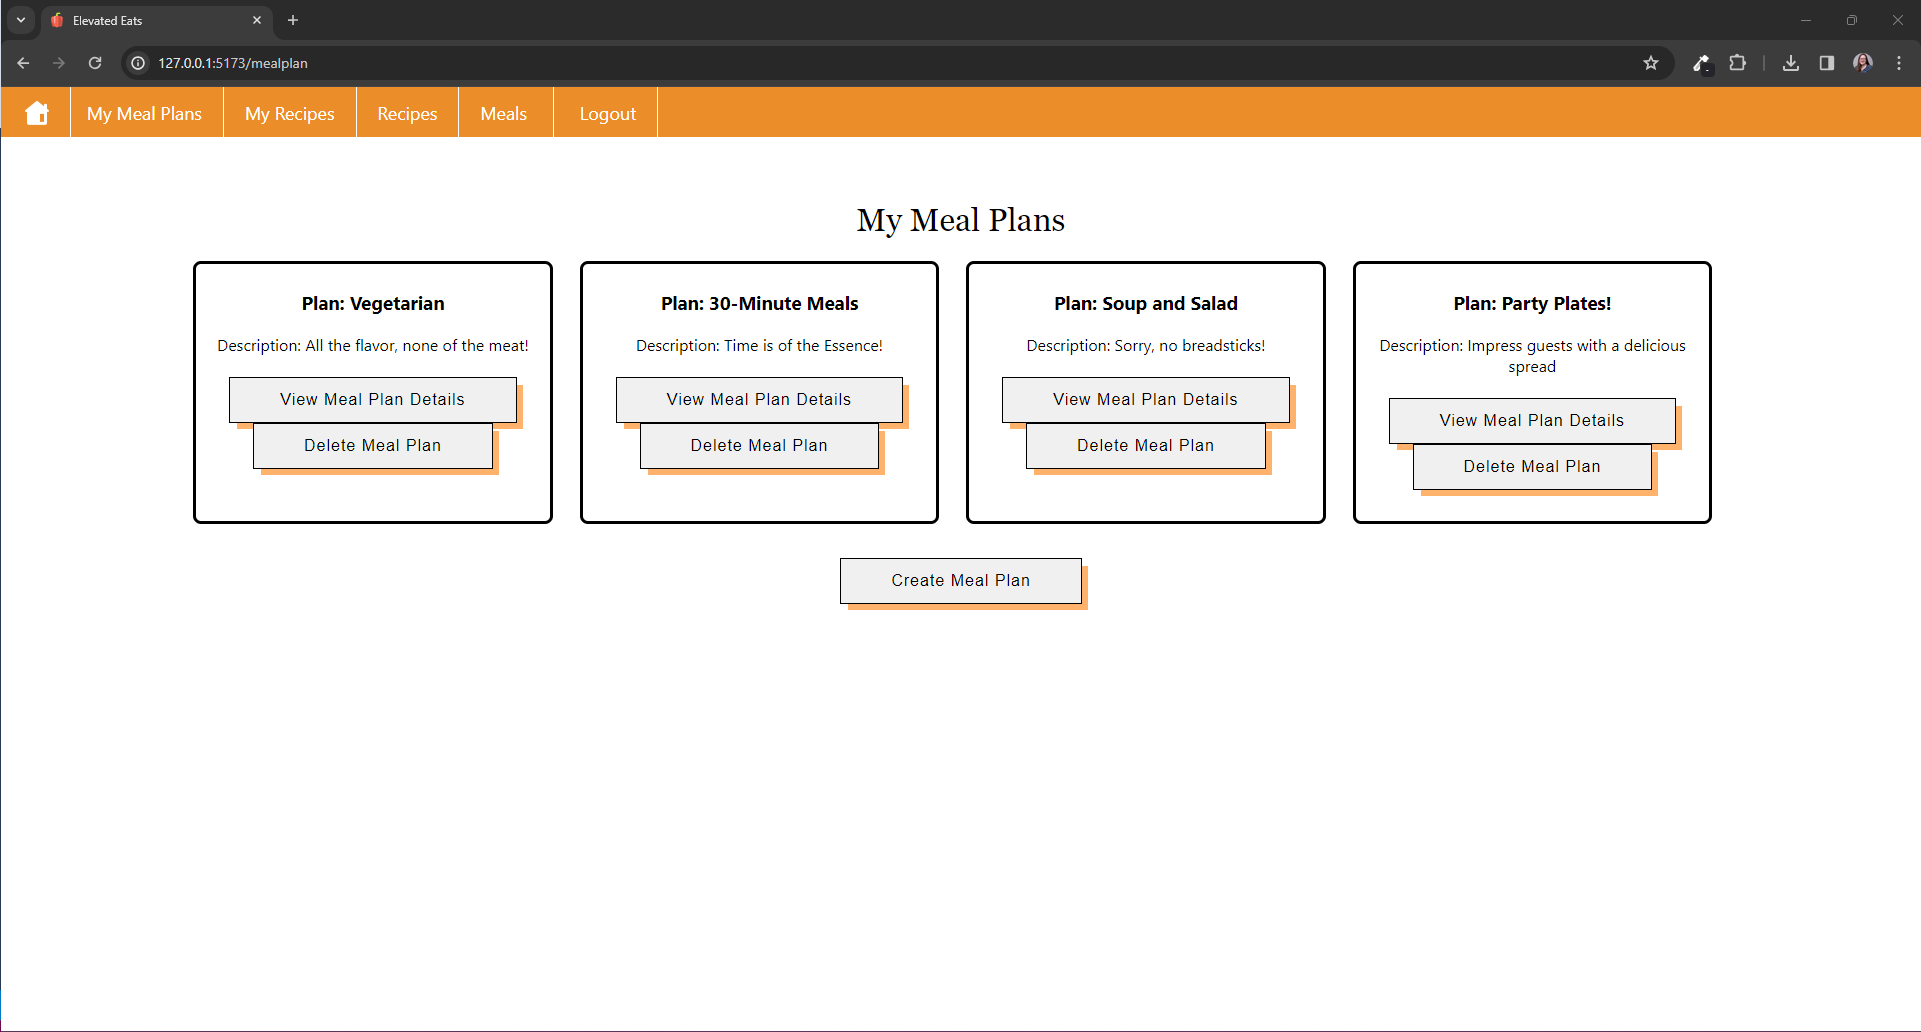 Elevated Eats
127.0.0.1:5173/mealplan
My Meal Plans
My Recipes
Recipes
Meals
Logout
My Meal Plans
Plan: Vegetarian
Description: All the flavor, none of the meat!
View Meal Plan Details
Delete Meal Plan
Plan: 30-Minute Meals
Description: Time is of the Essence!
View Meal Plan Details
Delete Meal Plan
Plan: Soup and Salad
Description: Sorry, no breadsticks!
View Meal Plan Details
Delete Meal Plan
Plan: Party Plates!
Description: Impress guests with a delicious
spread
View Meal Plan Details
Delete Meal Plan
Create Meal Plan